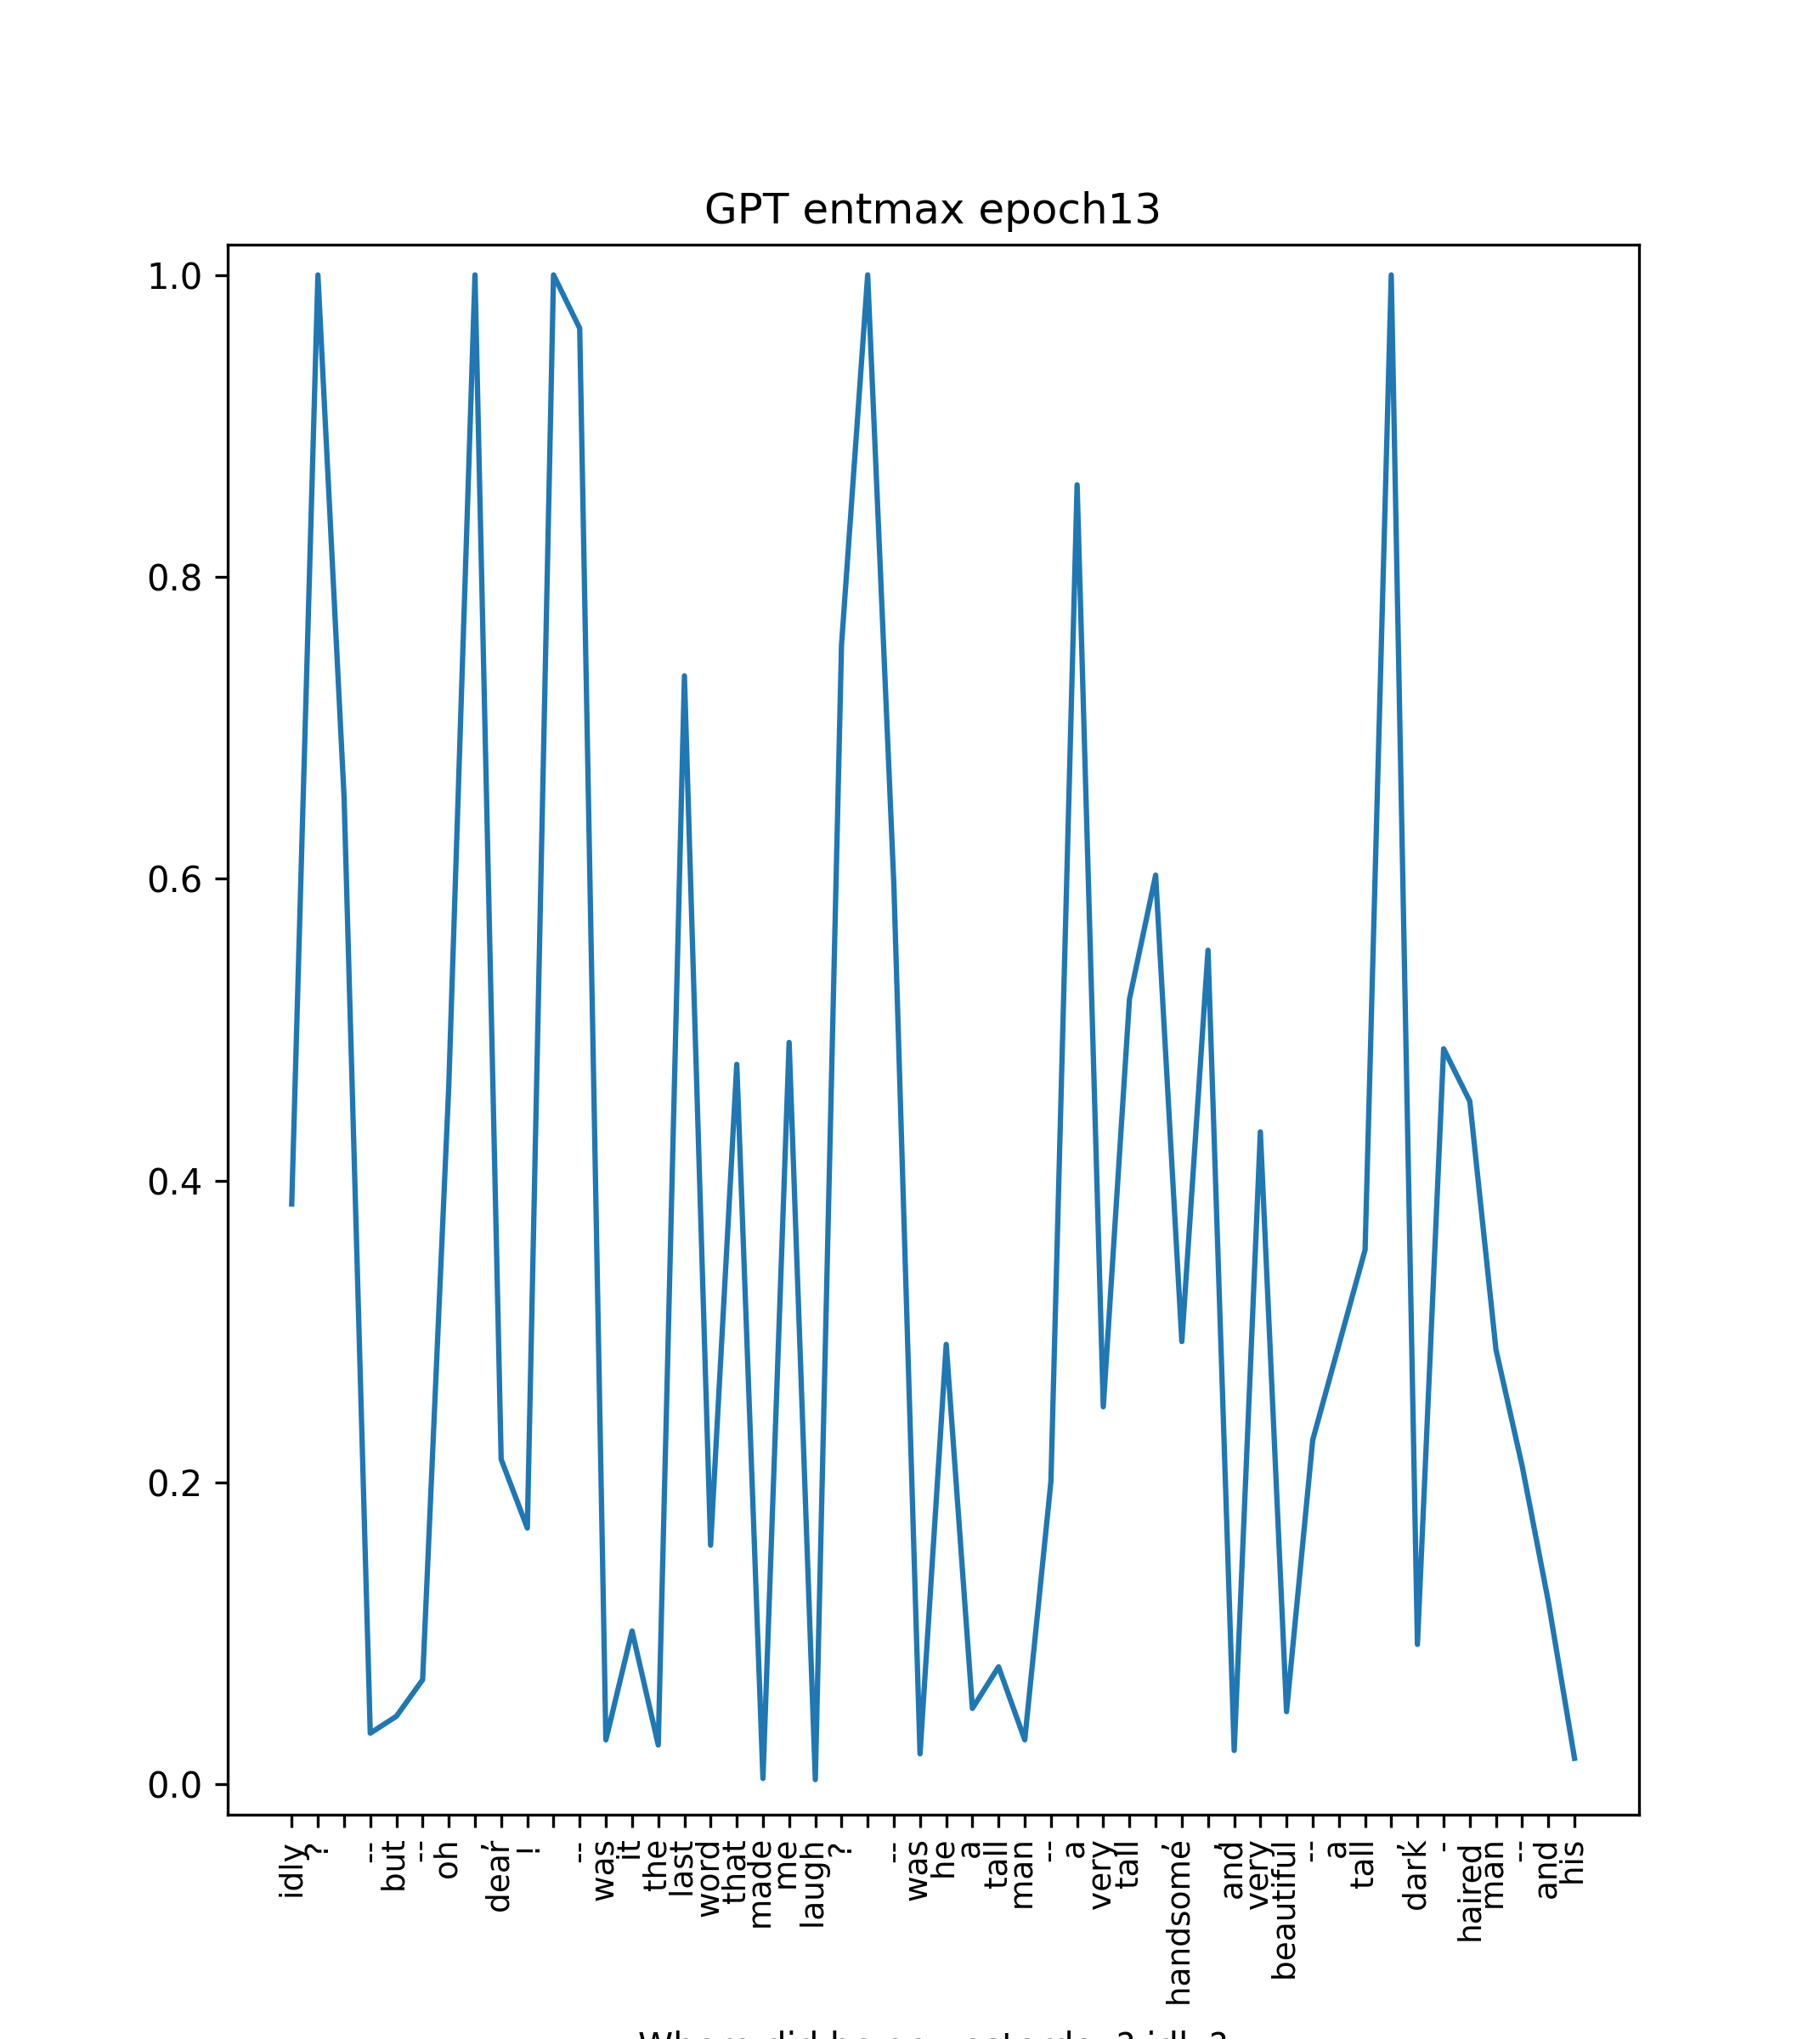 GPT entmax epoch13
1.0
0.8
0.6
0.4
0.2
0.0
idly
?
--
but
--
oh
,
dear
!
--
was
it
the
last
word
that
made
me
laugh
?
--
was
he
a
tall
man
--
a
very
tall
,
handsome
,
and
very
beautiful
--
a
tall
,
dark
-
haired
man
--
and
his